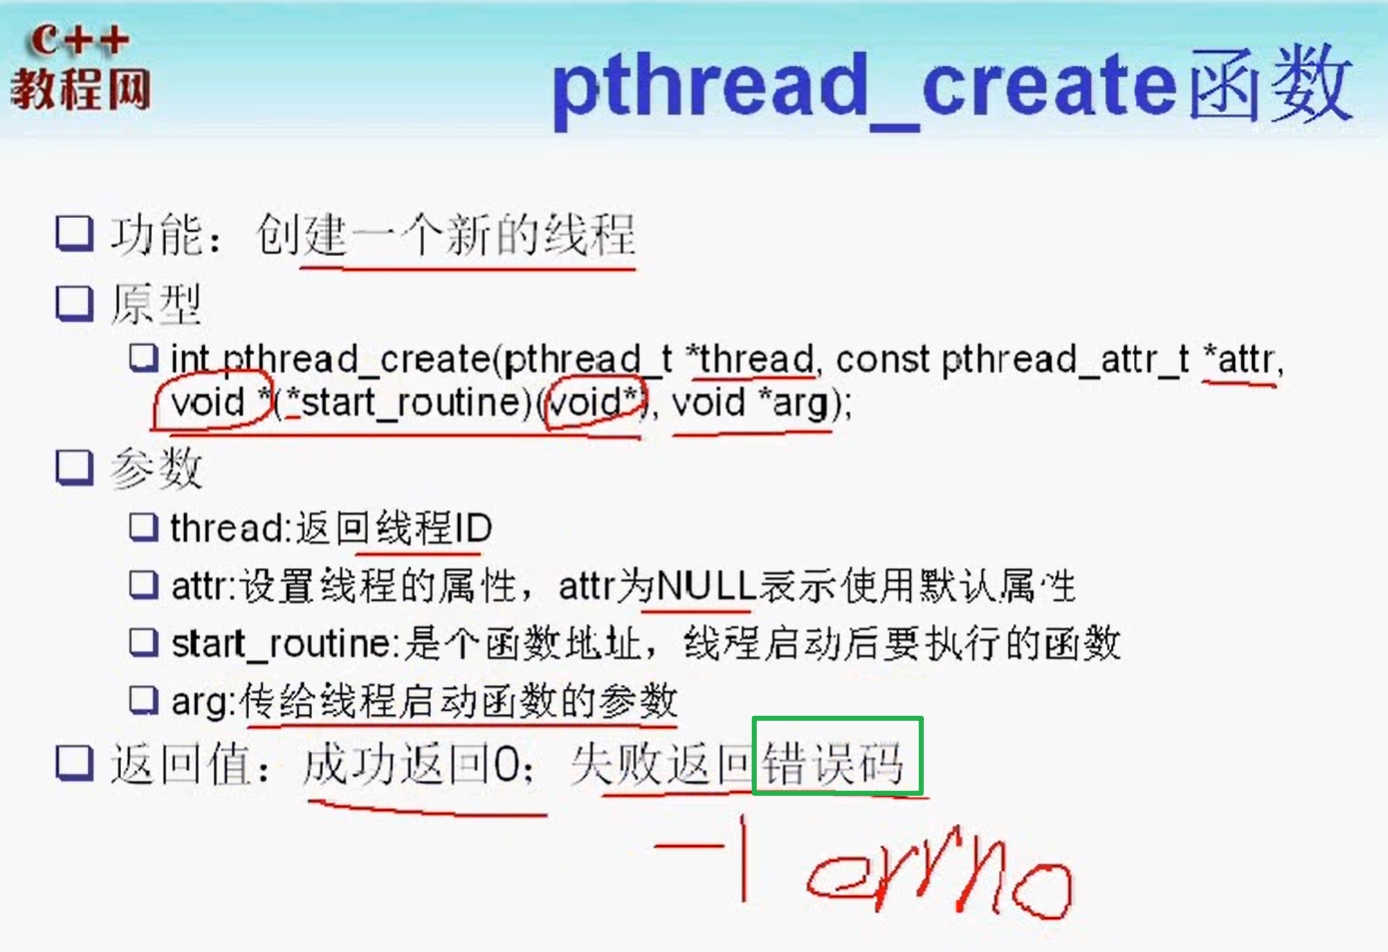 C++
教程网
pthread_create函数
功能：创建一个新的线程
原型
int pthread_create(pthread_t *thread, const pthread_attr_t *attr,
void *(*start_routine)(void*), void *arg);
参数
thread:返回线程ID
attr:设置线程的属性，attr为NULL表示使用默认属性
start_routine:是个函数地址，线程启动后要执行的函数
arg:传给线程启动函数的参数
返回值：成功返回0；失败返回错误码
-1 errno